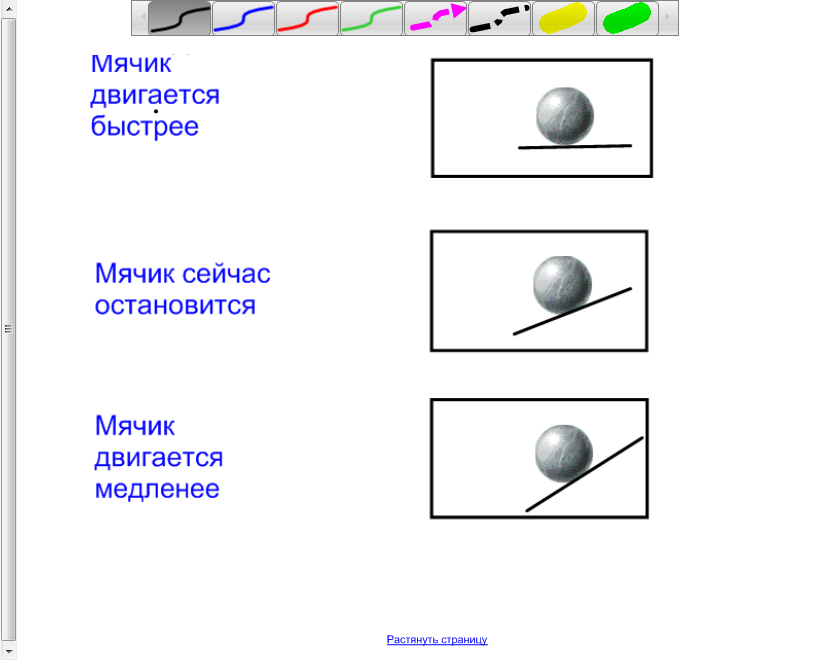 Мячик
двигается
быстрее
Мячик сейчас
остановится
Мячик
двигается
медленее
Растянуть страницу